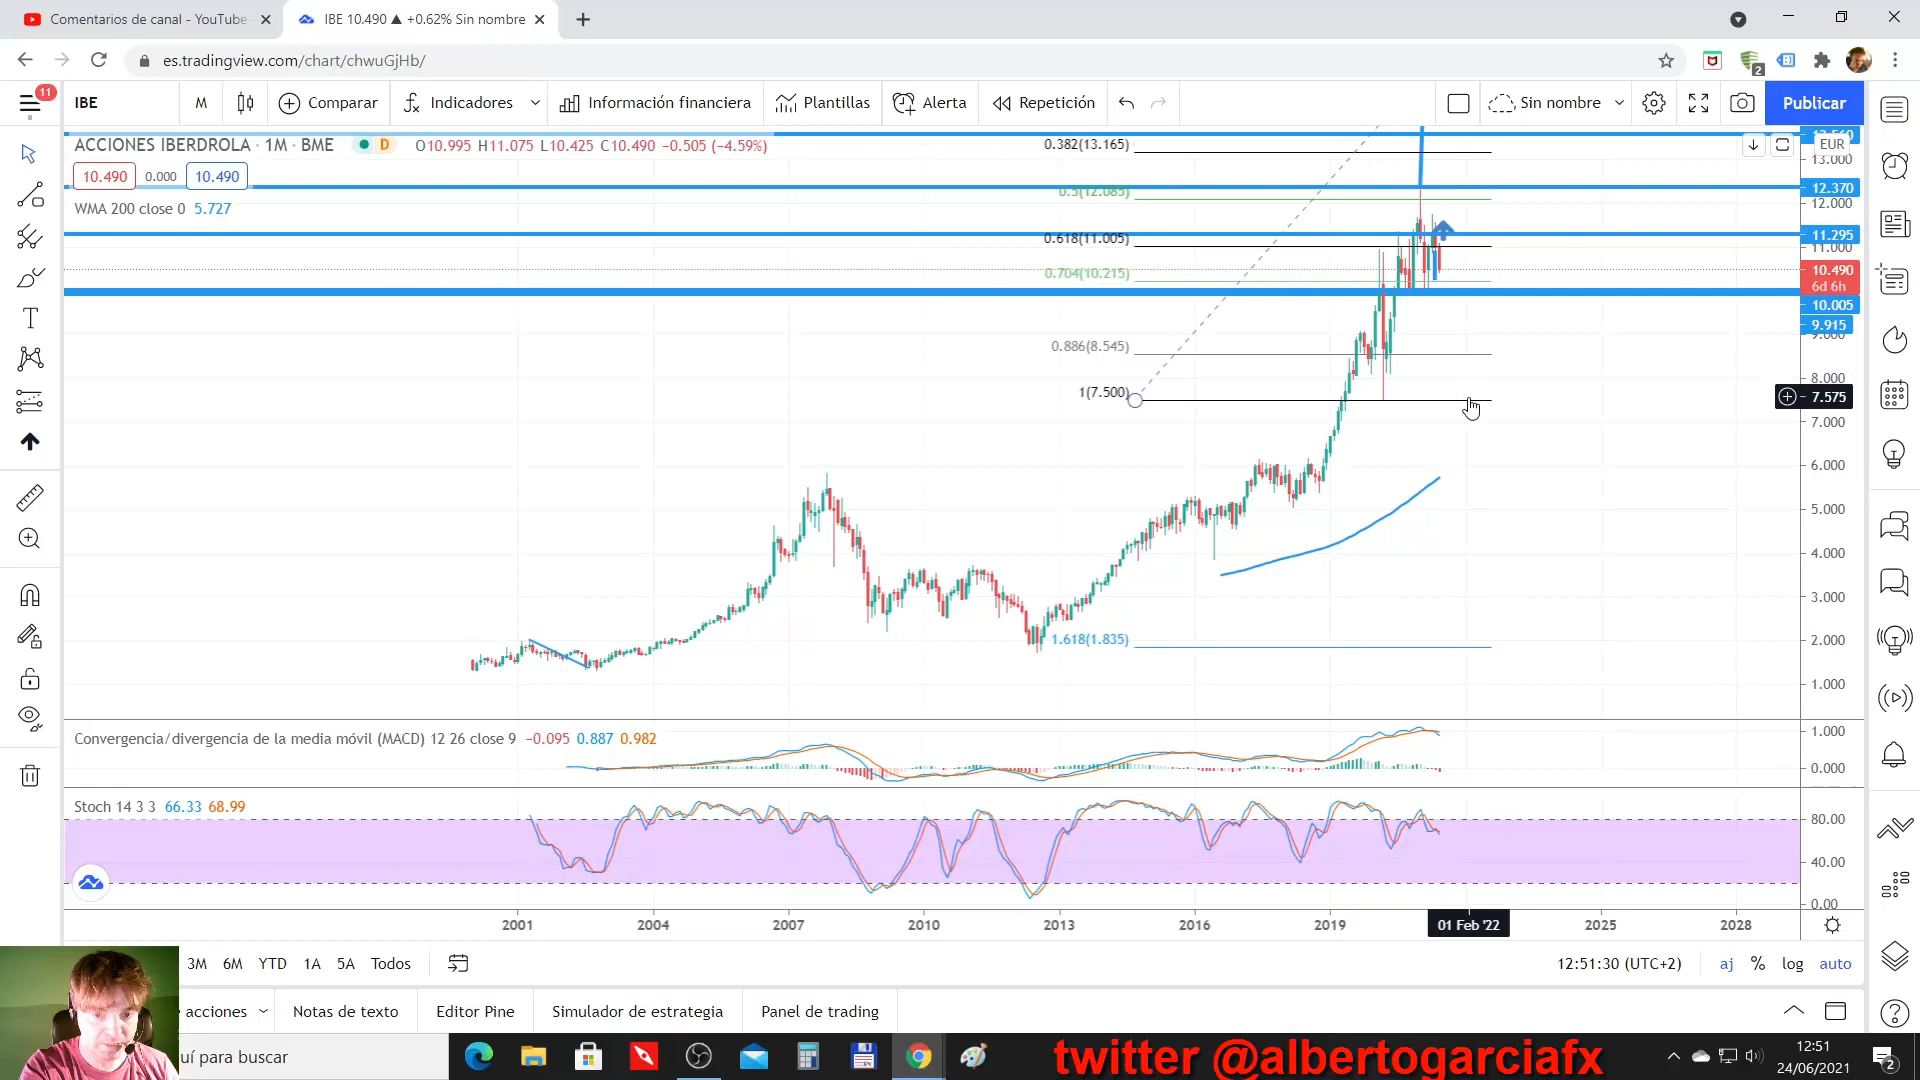 Comentarios de canal - YouTube
IBE 10.490 ▲ +0.62% Sin nombre
es.tradingview.com/chart/chwuGjHb/
2
11
IBE
M
Comparar
Indicadores
Información financiera
Plantillas
Alerta
Repetición
Sin nombre
Publicar
ACCIONES IBERDROLA · 1M · BME
D
O10.995 H11.075 L10.425 C10.490 −0.505 (−4.59%)
10.490
0.000
10.490
WMA 200 close 0 5.727
0.382(13.165)
0.5(12.085)
0.618(11.005)
0.704(10.215)
0.886(8.545)
1(7.500)
1.618(1.835)
EUR
13.000
12.370
12.000
11.295
11.000
10.490
6d 6h
10.005
9.915
9.000
8.000
7.575
7.000
6.000
5.000
4.000
3.000
2.000
1.000
Convergencia/divergencia de la media móvil (MACD) 12 26 close 9 −0.095 0.887 0.982
1.000
0.000
Stoch 14 3 3 66.33 68.99
80.00
40.00
0.00
2001
2004
2007
2010
2013
2016
2019
01 Feb '22
2025
2028
3M
6M
YTD
1A
5A
Todos
12:51:30 (UTC+2)
aj
%
log
auto
acciones
Notas de texto
Editor Pine
Simulador de estrategia
Panel de trading
uí para buscar
twitter @albertogarciafx
12:51
24/06/2021
2